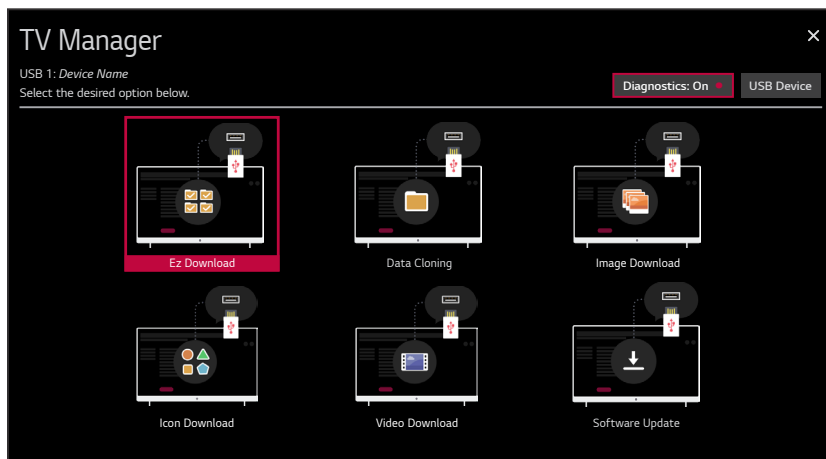 TV Manager
USB 1: Device Name
Select the desired option below.
Diagnostics: On
USB Device
Ez Download
Data Cloning
Image Download
Icon Download
Video Download
Software Update